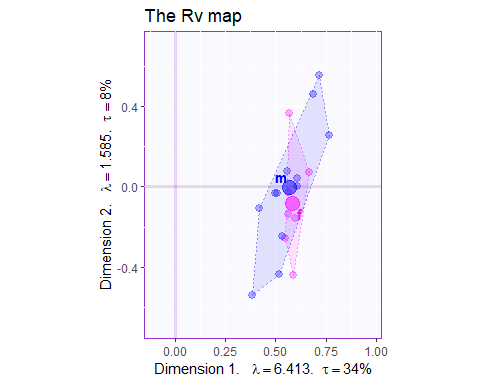 The Rv map
Dimension 2.   λ = 1.585.  τ = 8%
0.4
0.0
-0.4
m
f
0.00
0.25
0.50
0.75
1.00
Dimension 1.   λ = 6.413.  τ = 34%